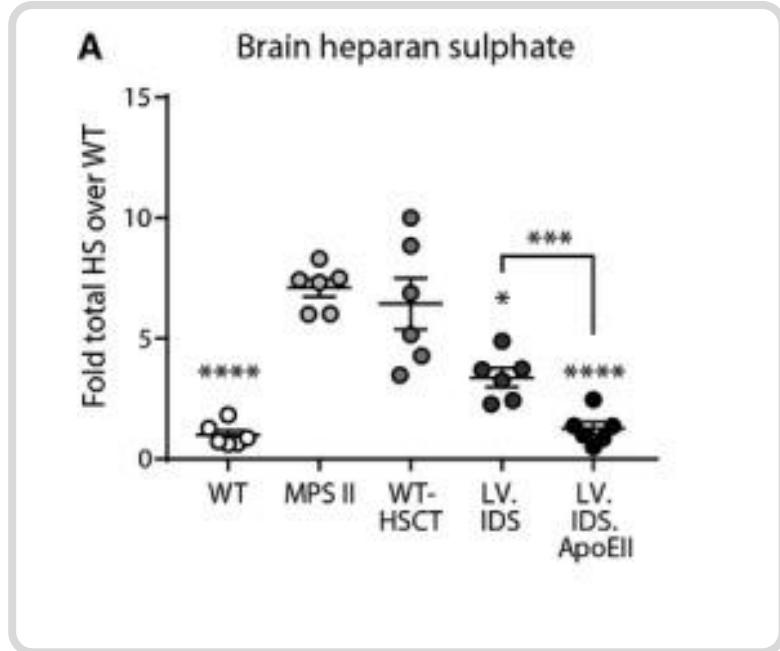 A Brain heparan sulphate
Fold total HS over WT
15
10
5
0
****
*
***
****
WT
MPS II
WT-
HSCT
LV.
IDS
LV.
IDS.
ApoEII